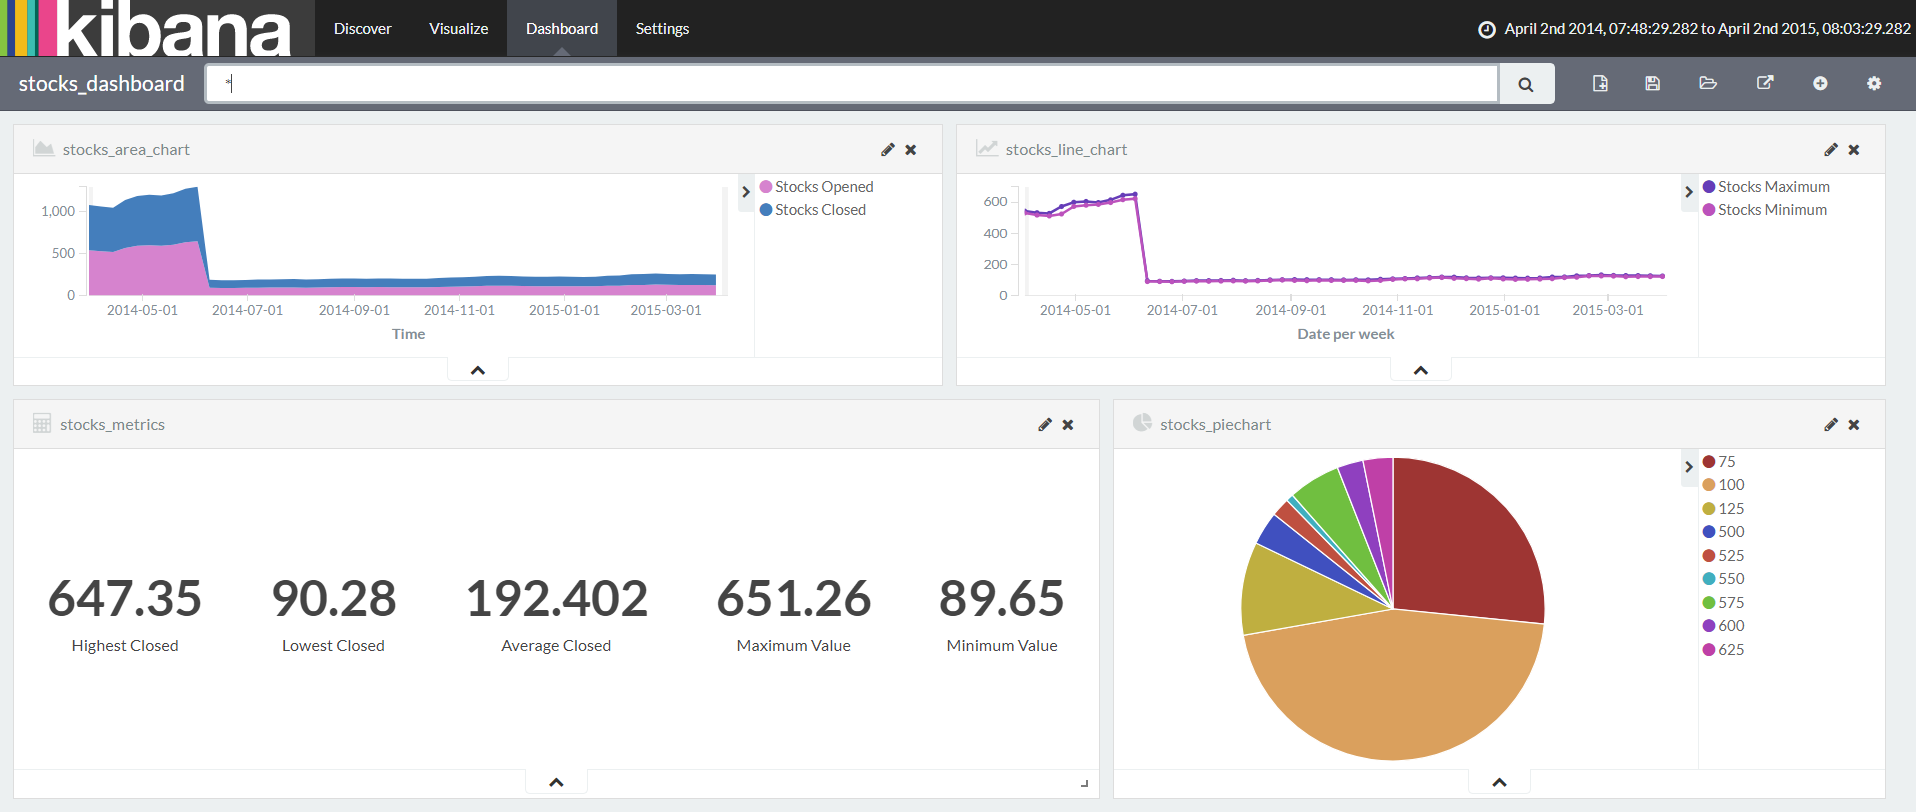 kibana
Discover Visualize Dashboard Settings
April 2nd 2014, 07:48:29.282 to April 2nd 2015, 08:03:29.282
stocks_dashboard
*
stocks_area_chart
1,000
500
0
2014-05-01 2014-07-01 2014-09-01 2014-11-01 2015-01-01 2015-03-01
Time
Stocks Opened
Stocks Closed
stocks_line_chart
600
400
200
0
2014-05-01 2014-07-01 2014-09-01 2014-11-01 2015-01-01 2015-03-01
Date per week
Stocks Maximum
Stocks Minimum
stocks_metrics
647.35 90.28 192.402 651.26 89.65
Highest Closed Lowest Closed Average Closed Maximum Value Minimum Value
stocks_piechart
75
100
125
500
525
550
575
600
625